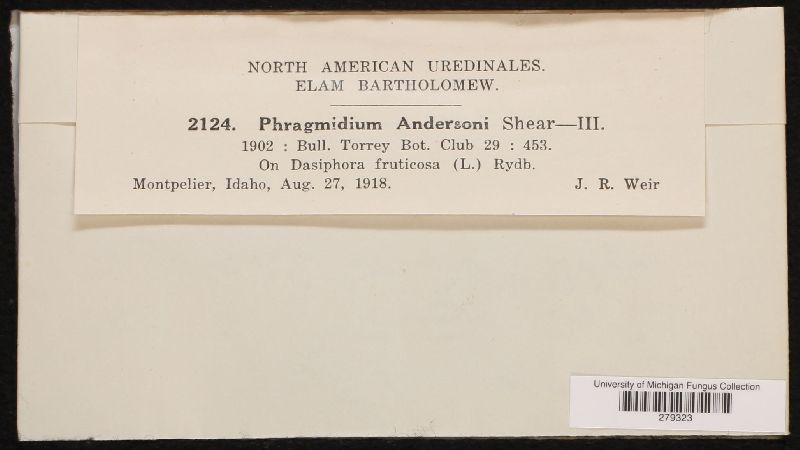 NORTH AMERICAN UREDINALES.
ELAM BARTHOLOMEW.
2124. Phragmidium Andersoni Shear—III.
1902 : Bull. Torrey Bot. Club 29 : 453.
On Dasiphora fruticosa (L.) Rydb.
Montpelier, Idaho, Aug. 27, 1918. J. R. Weir
University of Michigan Fungus Collection
279323